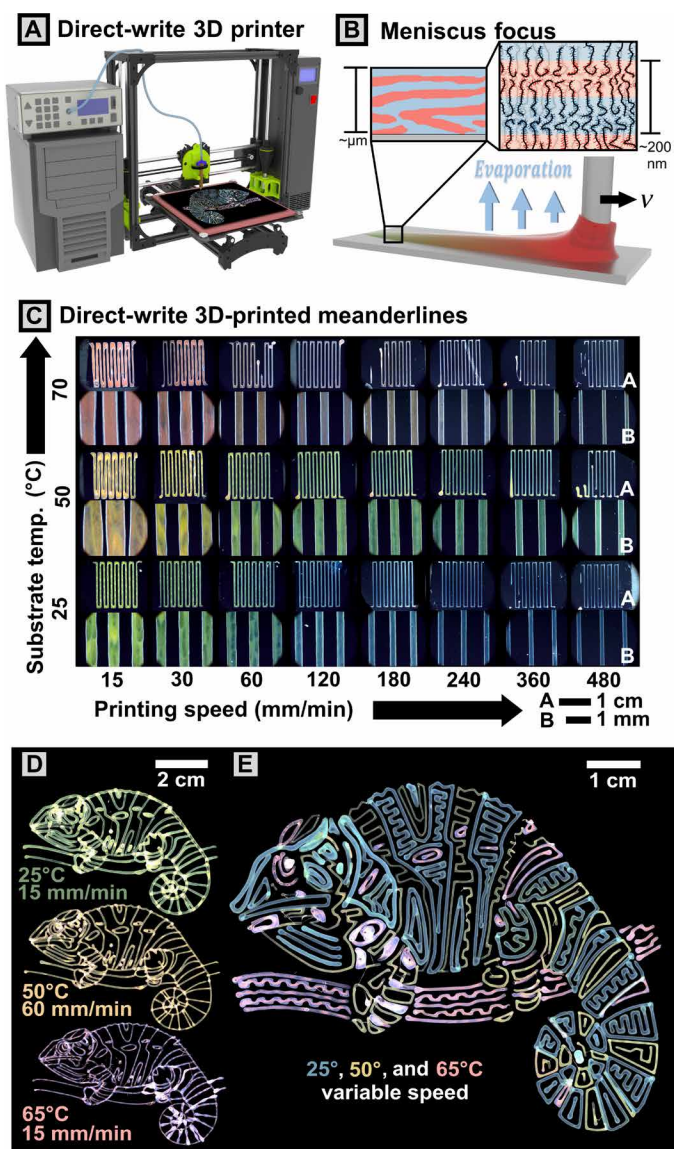 A Direct-write 3D printer
B Meniscus focus
~μm
~200
nm
Evaporation
v
C Direct-write 3D-printed meanderlines
Substrate temp. (°C)
70
50
25
A
B
A
B
A
B
15 30 60 120 180 240 360 480
Printing speed (mm/min)
A 1 cm
B 1 mm
D
2 cm
25°C
15 mm/min
50°C
60 mm/min
65°C
15 mm/min
E
1 cm
25°, 50°, and 65°C
variable speed